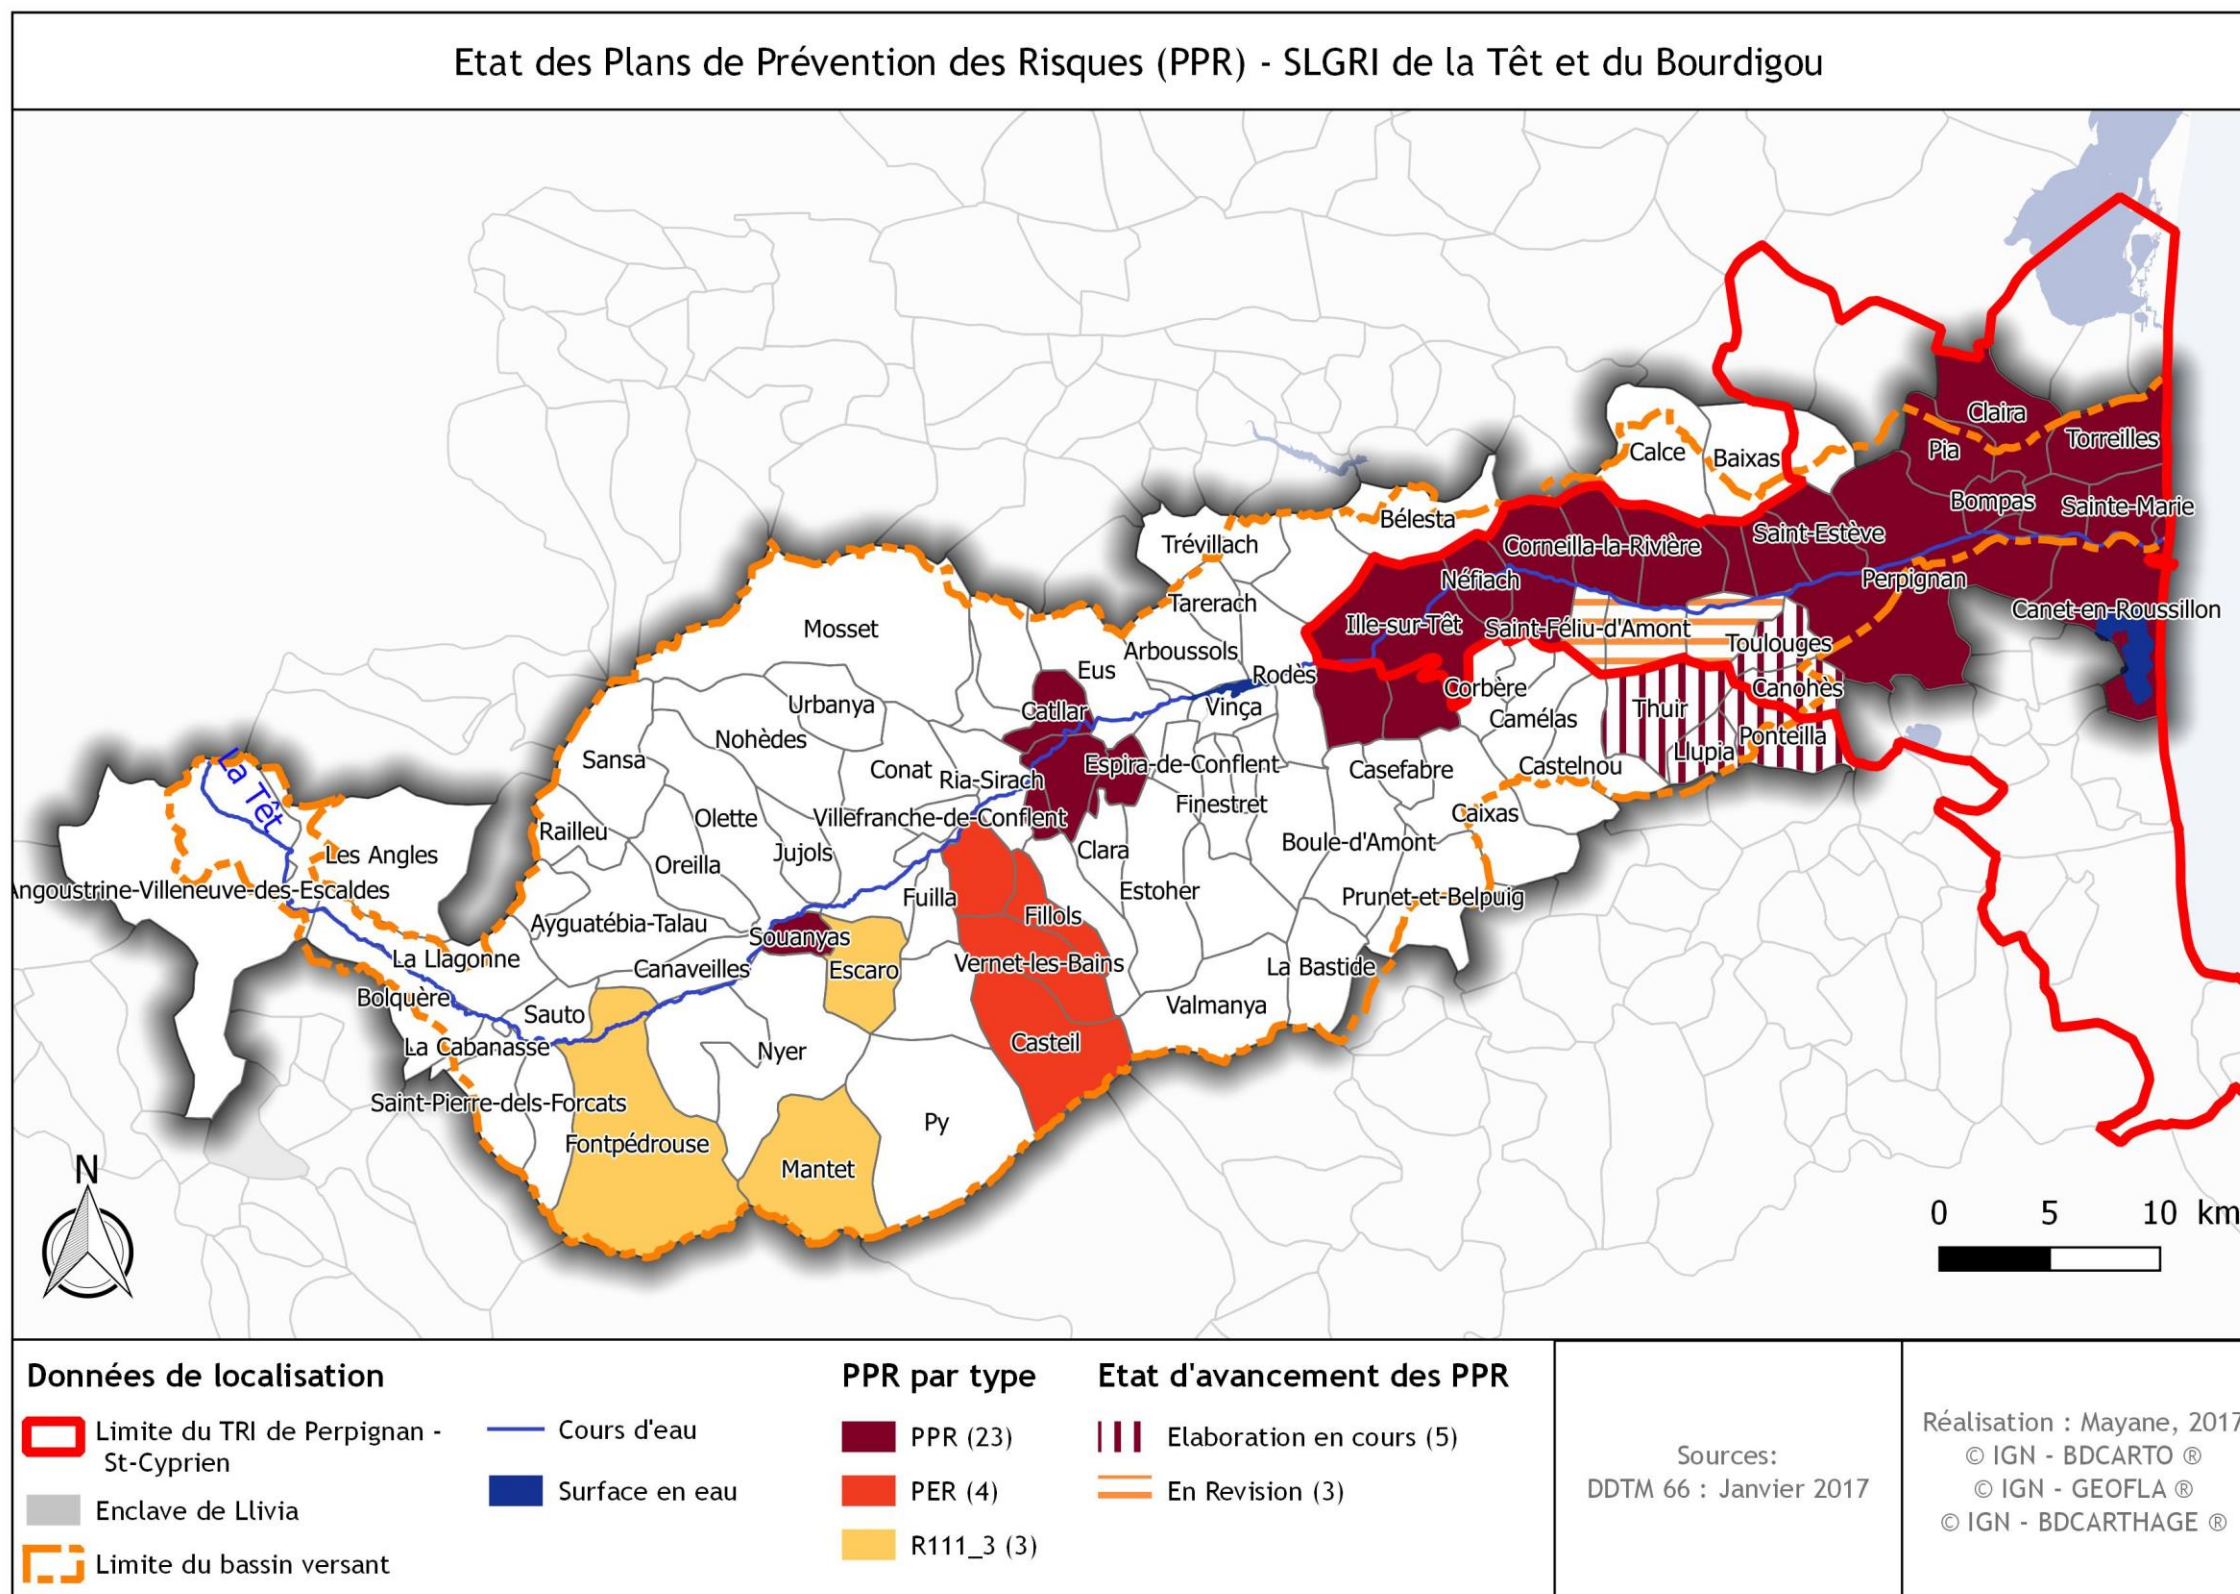 Etat des Plans de Prévention des Risques (PPR) - SLGRI de la Têt et du Bourdigou
Claira
Torreilles
Pia
Calce
Baixas
Bompas
Sainte-Marie
Bélesta
Saint-Estève
Trévillach
Corneilla-la-Rivière
Néfiach
Perpignan
Tarerach
Canet-en-Roussillon
Mosset
Ille-sur-Têt
Saint-Féliu-d'Amont
Toulouges
Arboussols
Eus
Rodès
Corbère
Canohès
Urbanya
Catllar
Vinça
Camélas
Thuir
Nohèdes
Ponteilla
Llupia
Sansa
Conat
Ria-Sirach
Espira-de-Conflent
Casefabre
Castelnou
La Têt
Finestret
Olette
Villefranche-de-Conflent
Caixas
Railleu
Les Angles
Jujols
Clara
Boule-d'Amont
Oreilla
Angoustrine-Villeneuve-des-Escaldes
Fuilla
Estoher
Prunet-et-Belpuig
Fillols
Ayguatébia-Talau
Souanyas
La Llagonne
Canaveilles
Escaro
Vernet-les-Bains
La Bastide
Bolquère
Sauto
Valmanya
La Cabanasse
Nyer
Casteil
Saint-Pierre-dels-Forcats
Py
Fontpédrouse
Mantet
N
0 5 10 km
Données de localisation
Limite du TRI de Perpignan -
St-Cyprien
Enclave de Llivia
Limite du bassin versant
Cours d'eau
Surface en eau
PPR par type
PPR (23)
PER (4)
R111_3 (3)
Etat d'avancement des PPR
Elaboration en cours (5)
En Revision (3)
Sources:
DDTM 66 : Janvier 2017
Réalisation : Mayane, 2017
© IGN - BDCARTO ®
© IGN - GEOFLA ®
© IGN - BDCARTHAGE ®